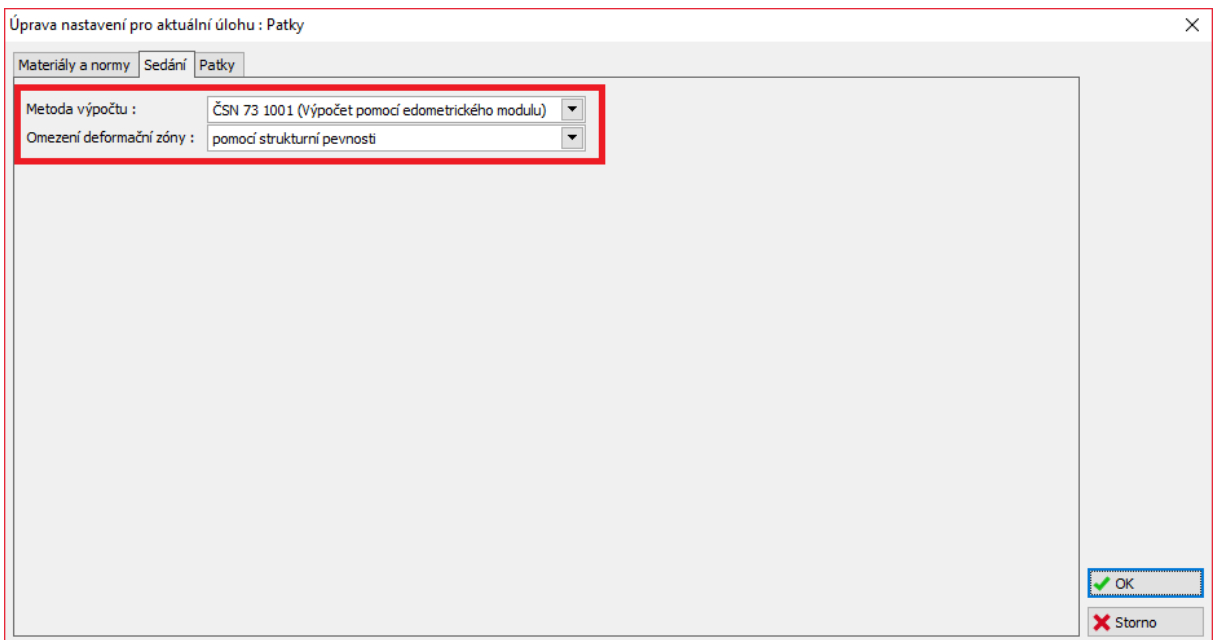 Úprava nastavení pro aktuální úlohu : Patky
Materiály a normy Sedání Patky
Metoda výpočtu : ČSN 73 1001 (Výpočet pomocí edometrického modulu)
Omezení deformační zóny : pomocí strukturní pevnosti
OK
Storno